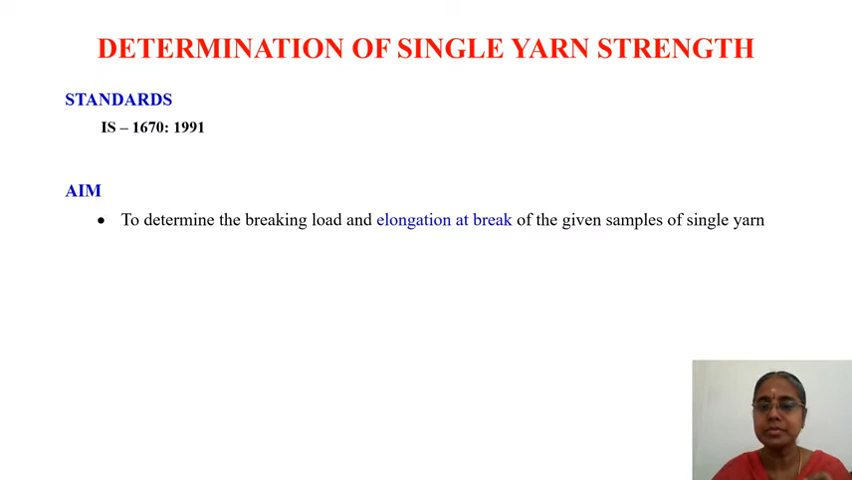 DETERMINATION OF SINGLE YARN STRENGTH
STANDARDS
IS – 1670: 1991
AIM
• To determine the breaking load and elongation at break of the given samples of single yarn